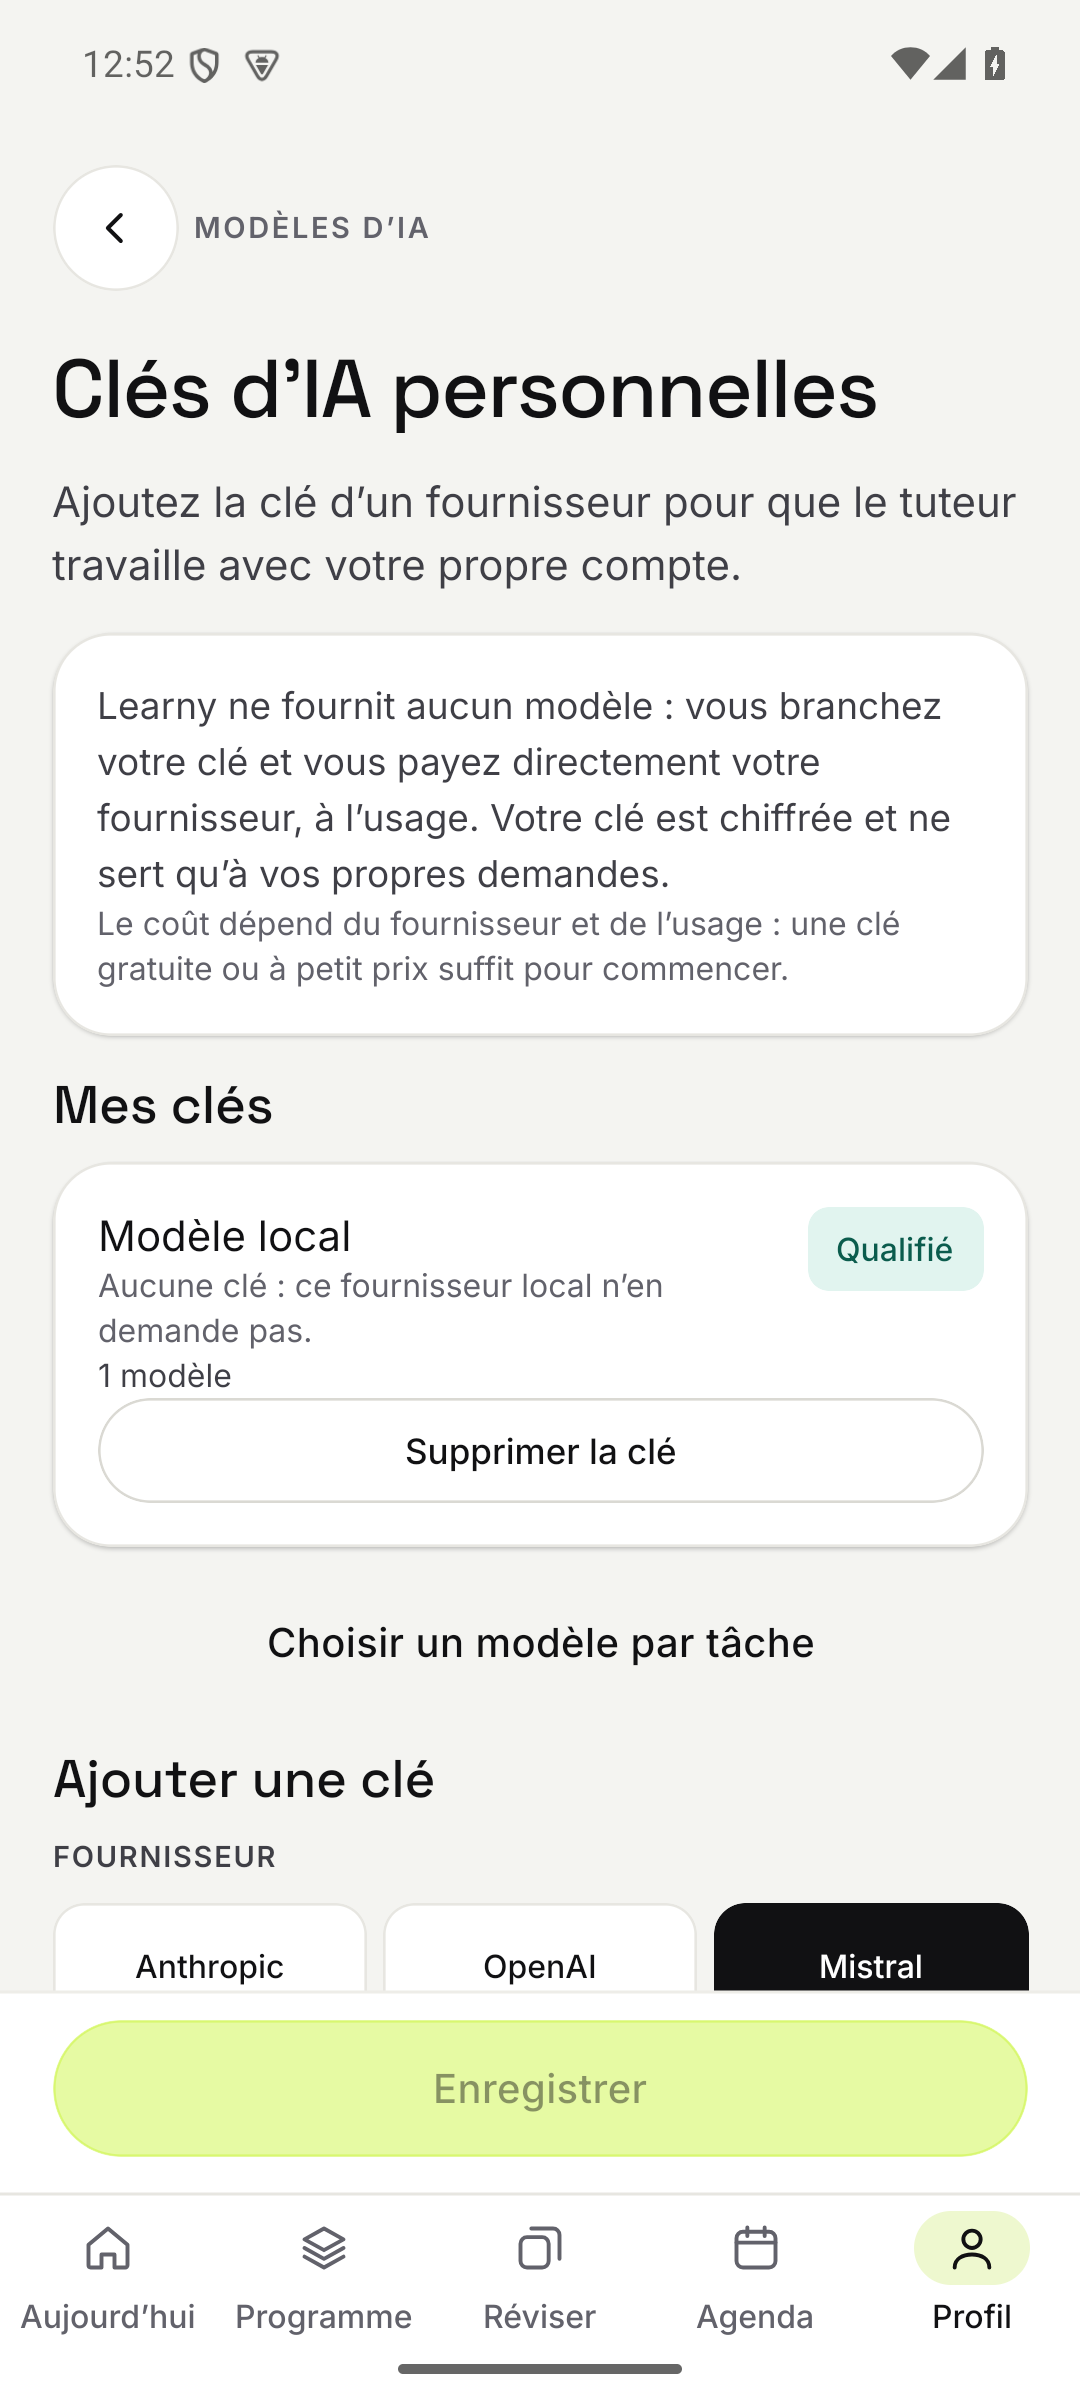 12:52
MODÈLES D’IA
Clés d’IA personnelles
Ajoutez la clé d’un fournisseur pour que le tuteur
travaille avec votre propre compte.
Learny ne fournit aucun modèle : vous branchez
votre clé et vous payez directement votre
fournisseur, à l’usage. Votre clé est chiffrée et ne
sert qu’à vos propres demandes.
Le coût dépend du fournisseur et de l’usage : une clé
gratuite ou à petit prix suffit pour commencer.
Mes clés
Modèle local
Qualifié
Aucune clé : ce fournisseur local n’en
demande pas.
1 modèle
Supprimer la clé
Choisir un modèle par tâche
Ajouter une clé
FOURNISSEUR
Anthropic
OpenAI
Mistral
Enregistrer
Aujourd’hui
Programme
Réviser
Agenda
Profil